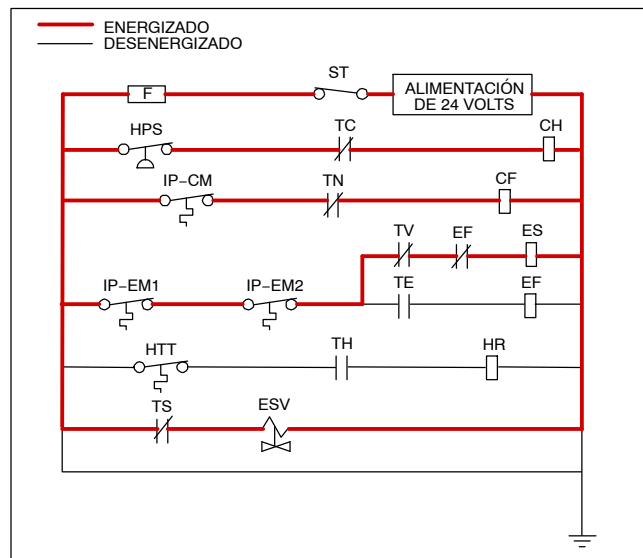 ENERGIZADO
DESENERGIZADO
F
ST
ALIMENTACIÓN
DE 24 VOLTS
HPS
TC
CH
IP-CM
TN
CF
TV
EF
ES
IP-EM1
IP-EM2
TE
EF
HTT
TH
HR
TS
ESV